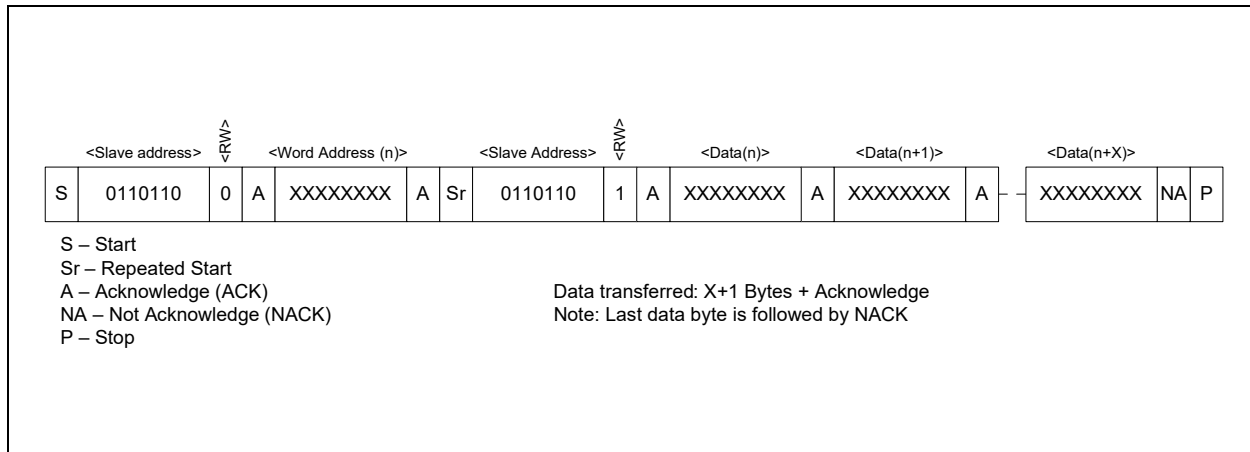 <Slave address> <RW> <Word Address (n)> <Slave Address> <RW> <Data(n)> <Data(n+1)> <Data(n+X)>
S 0110110 0 A XXXXXXXX A Sr 0110110 1 A XXXXXXXX A XXXXXXXX A XXXXXXXX NA P
S – Start
Sr – Repeated Start
A – Acknowledge (ACK) Data transferred: X+1 Bytes + Acknowledge
NA – Not Acknowledge (NACK) Note: Last data byte is followed by NACK
P – Stop